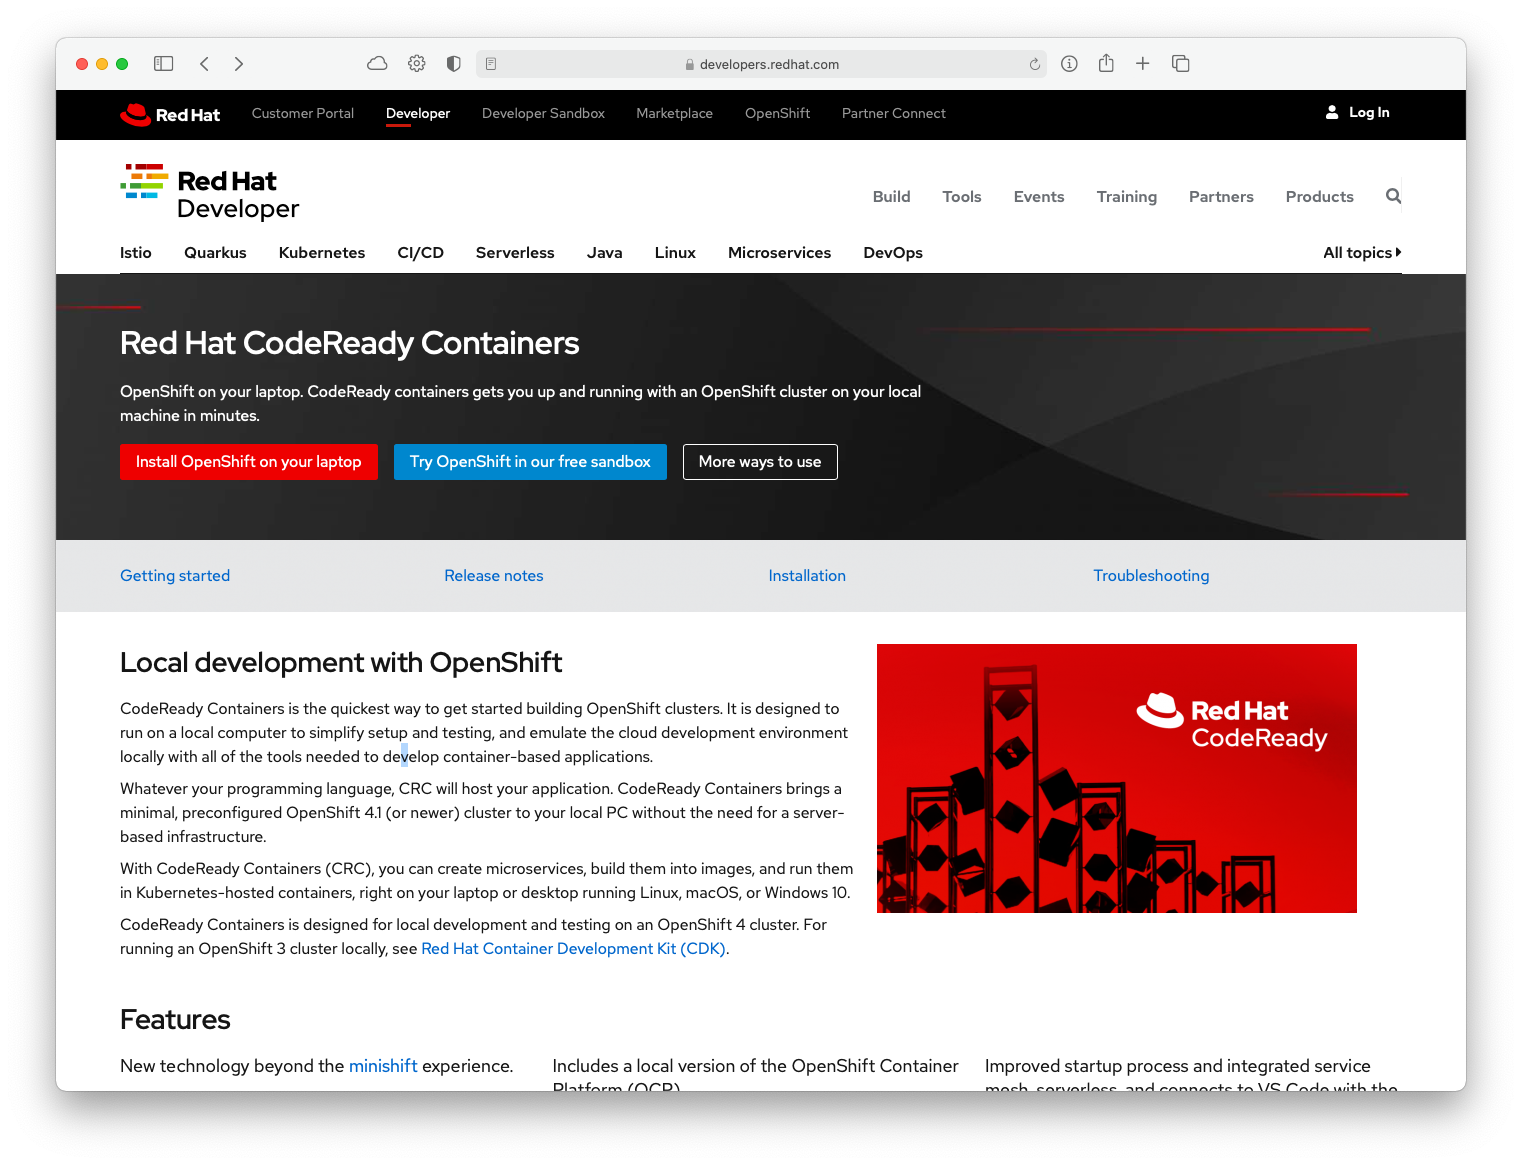 developers.redhat.com
Red Hat Customer Portal Developer Developer Sandbox Marketplace OpenShift Partner Connect Log In
Red Hat
Developer
Build Tools Events Training Partners Products
Istio Quarkus Kubernetes CI/CD Serverless Java Linux Microservices DevOps All topics
Red Hat CodeReady Containers
OpenShift on your laptop. CodeReady containers gets you up and running with an OpenShift cluster on your local
machine in minutes.
Install OpenShift on your laptop Try OpenShift in our free sandbox More ways to use
Getting started Release notes Installation Troubleshooting
Local development with OpenShift
CodeReady Containers is the quickest way to get started building OpenShift clusters. It is designed to
run on a local computer to simplify setup and testing, and emulate the cloud development environment
locally with all of the tools needed to develop container-based applications.
Whatever your programming language, CRC will host your application. CodeReady Containers brings a
minimal, preconfigured OpenShift 4.1 (or newer) cluster to your local PC without the need for a server-
based infrastructure.
With CodeReady Containers (CRC), you can create microservices, build them into images, and run them
in Kubernetes-hosted containers, right on your laptop or desktop running Linux, macOS, or Windows 10.
CodeReady Containers is designed for local development and testing on an OpenShift 4 cluster. For
running an OpenShift 3 cluster locally, see Red Hat Container Development Kit (CDK).
Red Hat
CodeReady
Features
New technology beyond the minishift experience.
Includes a local version of the OpenShift Container
Platform (OCP)
Improved startup process and integrated service
mesh, serverless, and connects to VS Code with the